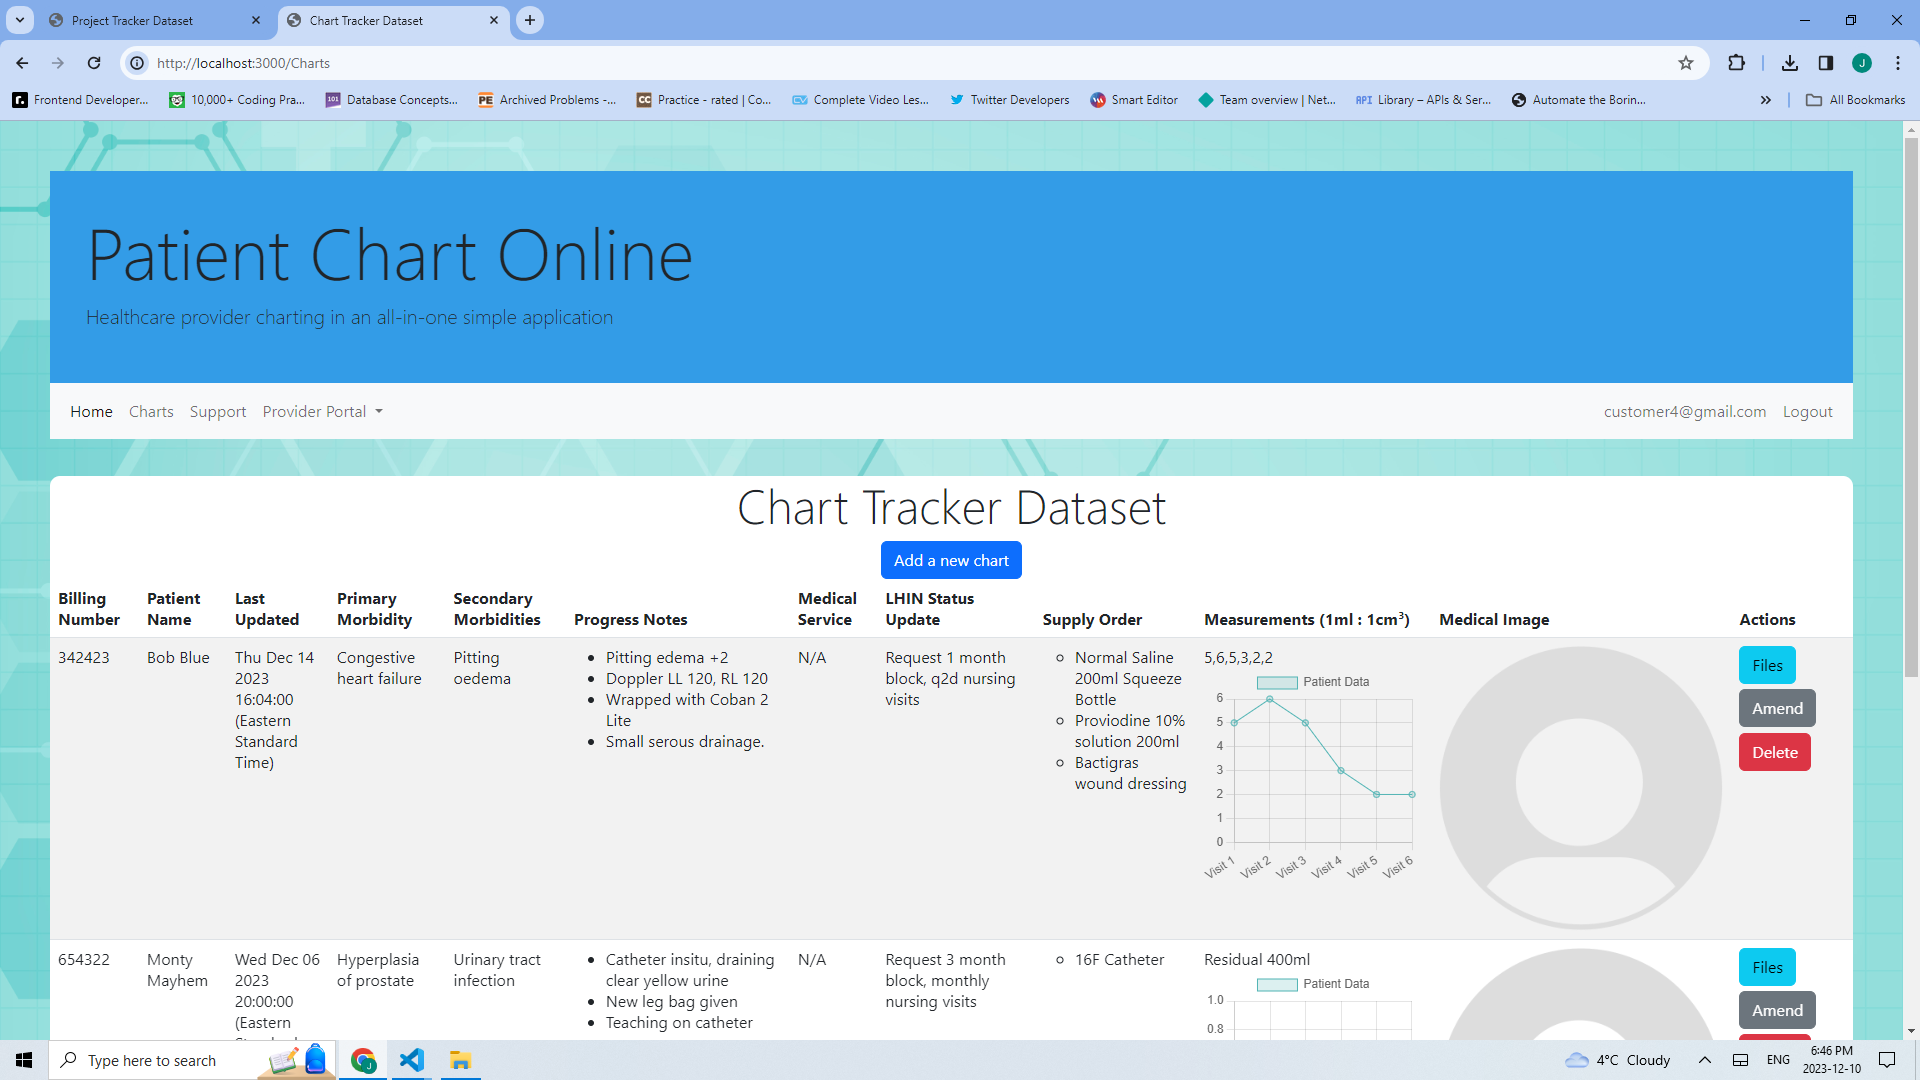 Project Tracker Dataset
Chart Tracker Dataset
http://localhost:3000/Charts
J
Frontend Developer...
10,000+ Coding Pra...
Database Concepts...
Archived Problems -...
Practice - rated | Co...
Complete Video Les...
Twitter Developers
Smart Editor
Team overview | Net...
Library – APIs & Ser...
Automate the Borin...
All Bookmarks
Patient Chart Online
Healthcare provider charting in an all-in-one simple application
Home
Charts
Support
Provider Portal
customer4@gmail.com
Logout
Chart Tracker Dataset
Add a new chart
Billing
Number
Patient
Name
Last
Updated
Primary
Morbidity
Secondary
Morbidities
Progress Notes
Medical
Service
LHIN Status
Update
Supply Order
Measurements (1ml : 1cm³)
Medical Image
Actions
342423
Bob Blue
Thu Dec 14
2023
16:04:00
(Eastern
Standard
Time)
Congestive
heart failure
Pitting
oedema
• Pitting edema +2
• Doppler LL 120, RL 120
• Wrapped with Coban 2
Lite
• Small serous drainage.
N/A
Request 1 month
block, q2d nursing
visits
Normal Saline
200ml Squeeze
Bottle
Proviodine 10%
solution 200ml
Bactigras
wound dressing
5,6,5,3,2,2
Patient Data
6
5
4
3
2
1
0
Visit 1
Visit 2
Visit 3
Visit 4
Visit 5
Visit 6
Files
Amend
Delete
654322
Monty
Mayhem
Wed Dec 06
2023
20:00:00
(Eastern
Hyperplasia
of prostate
Urinary tract
infection
• Catheter insitu, draining
clear yellow urine
• New leg bag given
• Teaching on catheter
N/A
Request 3 month
block, monthly
nursing visits
16F Catheter
Residual 400ml
Patient Data
1.0
0.8
Files
Amend
Type here to search
4°C Cloudy
ENG
6:46 PM
2023-12-10